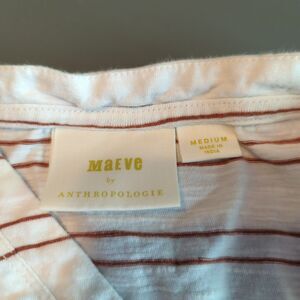 MaEVe
by
ANTHROPOLOGIE
MEDIUM
MADE IN
INDIA